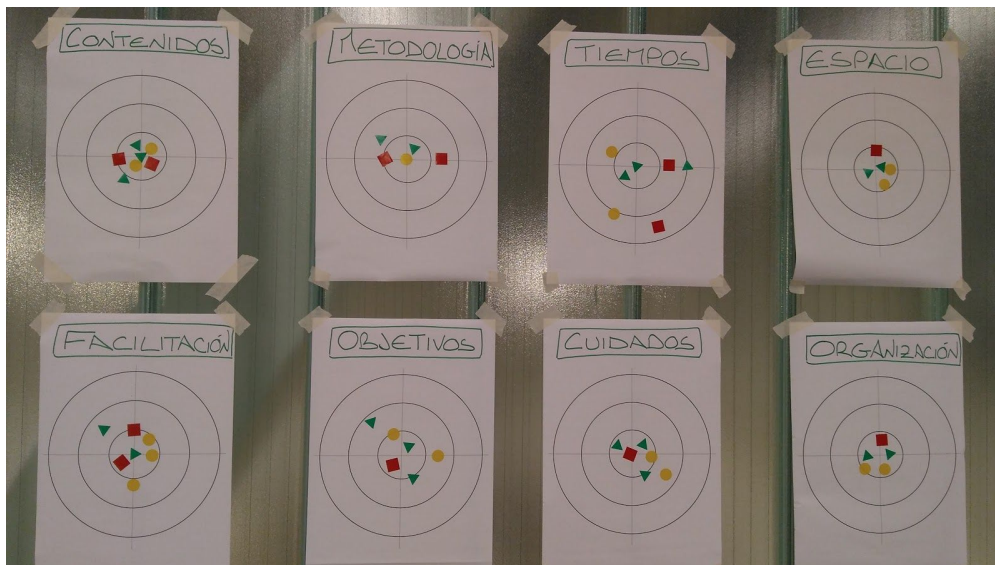 CONTENIDOS
METODOLOGÍA
TIEMPOS
ESPACIO
FACILITACIÓN
OBJETIVOS
CUIDADOS
ORGANIZACIÓN